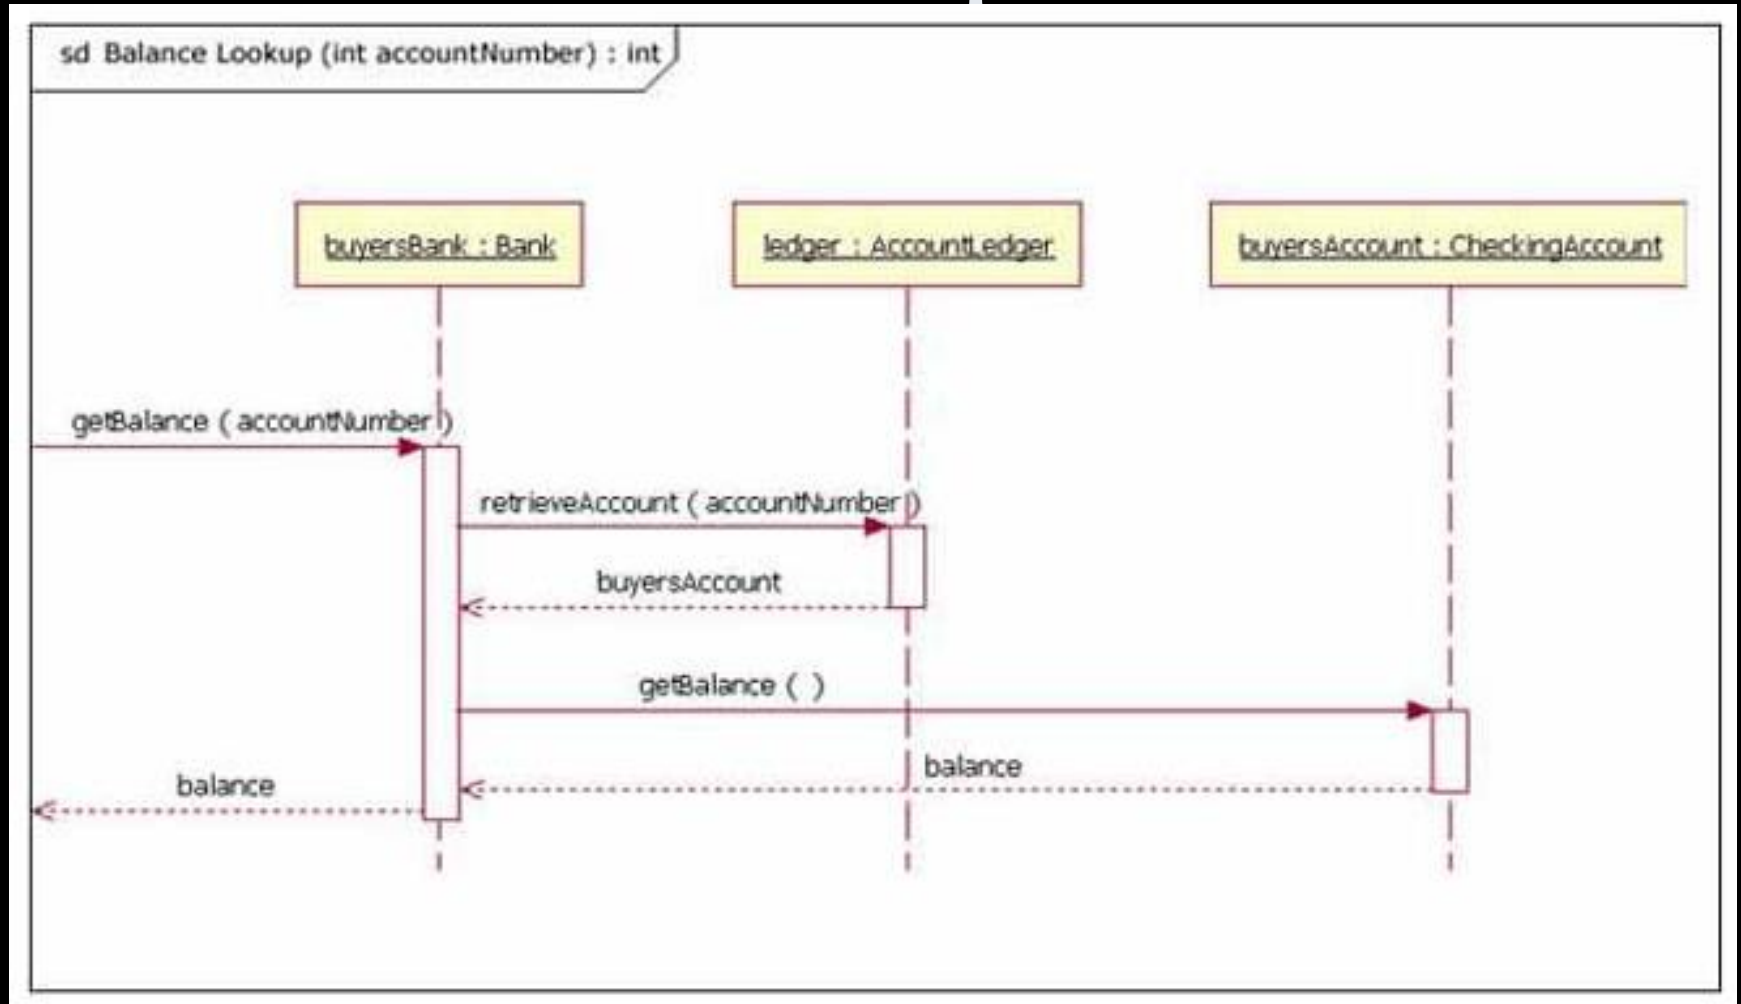 sd Balance Lookup (int accountNumber) : int
buyersBank : Bank
ledger : AccountLedger
buyersAccount : CheckingAccount
getBalance ( accountNumber )
retrieveAccount ( accountNumber )
buyersAccount
getBalance ( )
balance
balance